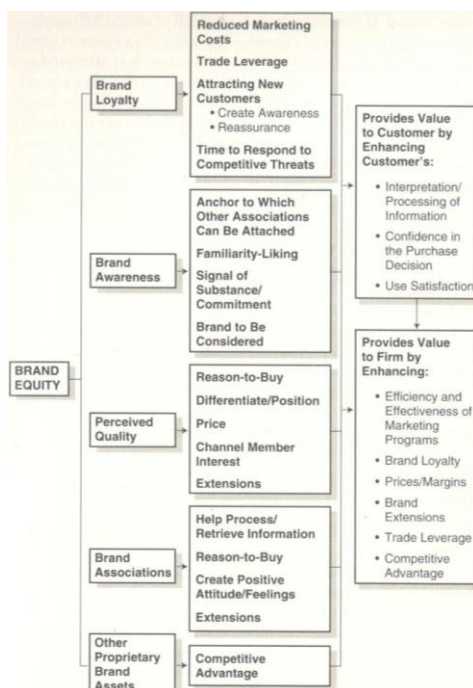 BRAND
EQUITY
Brand
Loyalty
Reduced Marketing
Costs
Trade Leverage
Attracting New
Customers
• Create Awareness
• Reassurance
Time to Respond to
Competitive Threats
Brand
Awareness
Anchor to Which
Other Associations
Can Be Attached
Familiarity-Liking
Signal of
Substance/
Commitment
Brand to Be
Considered
Perceived
Quality
Reason-to-Buy
Differentiate/Position
Price
Channel Member
Interest
Extensions
Brand
Associations
Help Process/
Retrieve Information
Reason-to-Buy
Create Positive
Attitude/Feelings
Extensions
Other
Proprietary
Brand
Assets
Competitive
Advantage
Provides Value
to Customer by
Enhancing
Customer's:
• Interpretation/
Processing of
Information
• Confidence in
the Purchase
Decision
• Use Satisfaction
Provides Value
to Firm by
Enhancing:
• Efficiency and
Effectiveness of
Marketing
Programs
• Brand Loyalty
• Prices/Margins
• Brand
Extensions
• Trade Leverage
• Competitive
Advantage